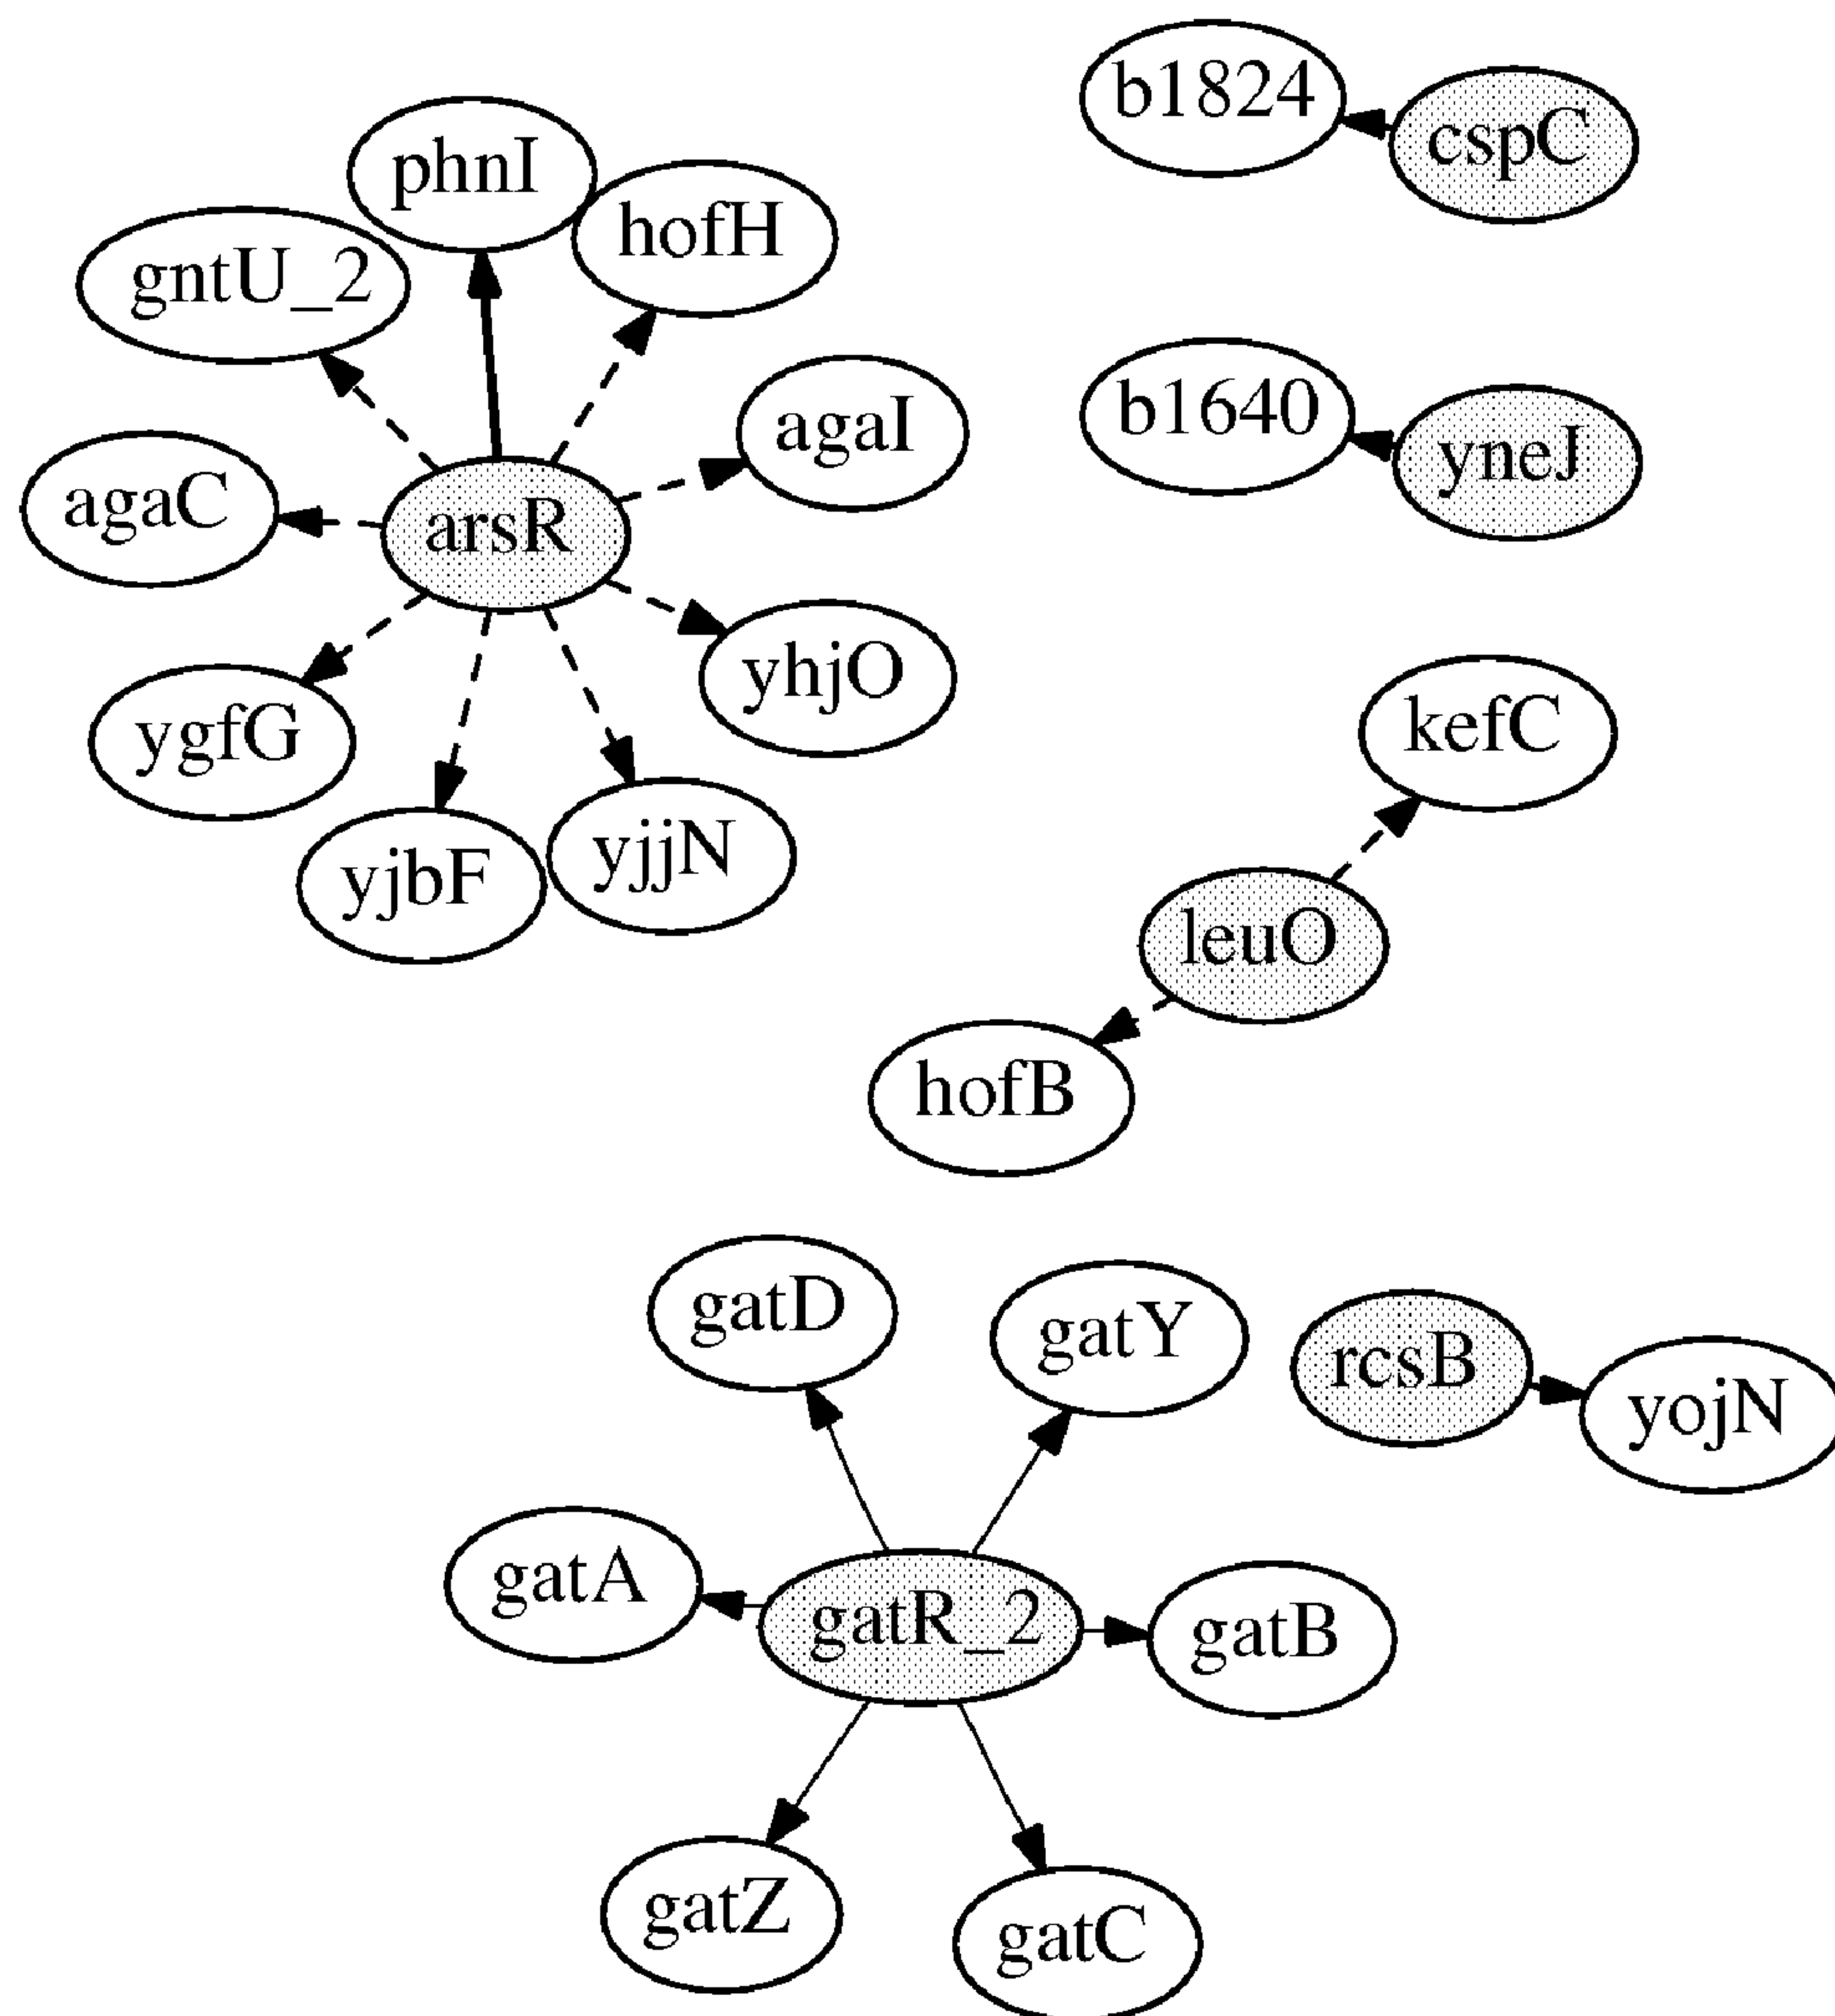 b1824
cspC
phnI
hofH
gntU_2
agaI
b1640
yneJ
agaC
arsR
yhjO
ygfG
kefC
yjbF
yjjN
leuO
hofB
gatD
gatY
rcsB
yojN
gatA
gatR_2
gatB
gatZ
gatC